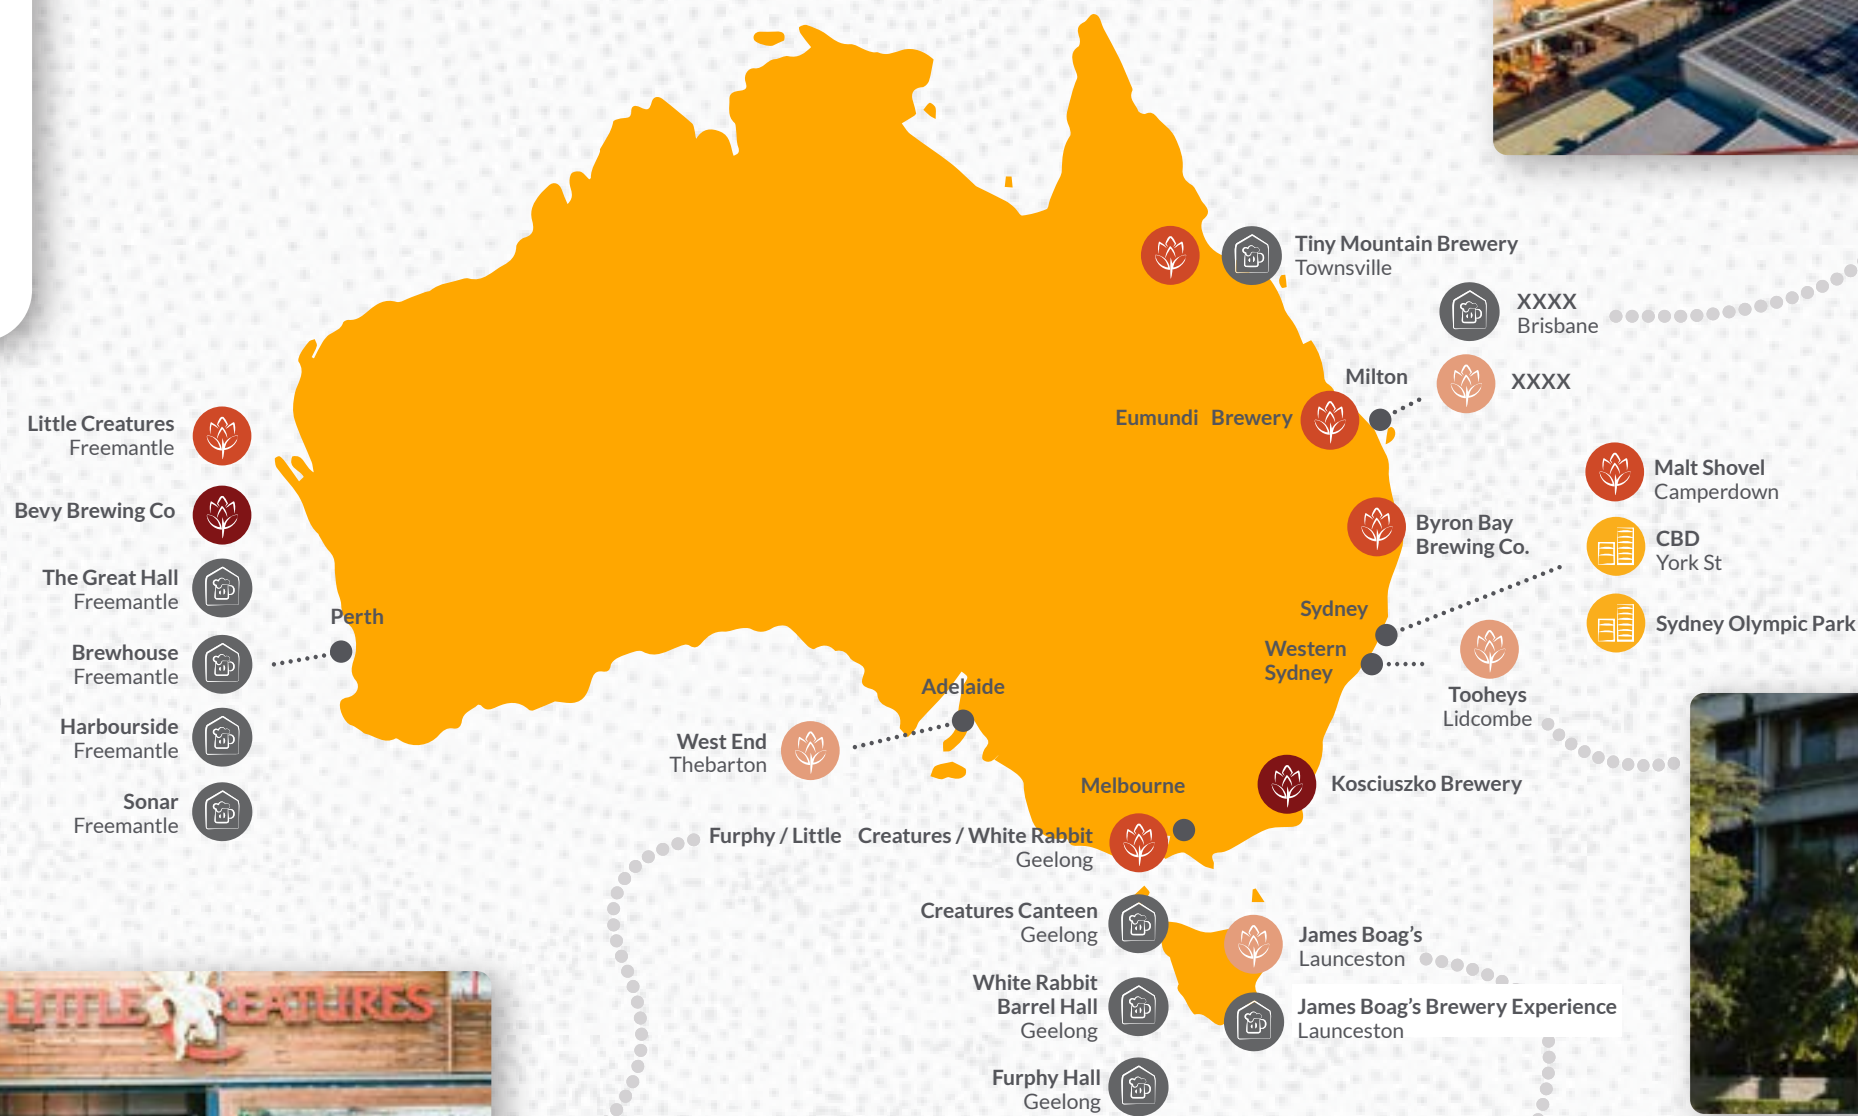 Tiny Mountain Brewery
Townsville
XXXX
Brisbane
Milton
XXXX
Eumundi Brewery
Little Creatures
Freemantle
Bevy Brewing Co
The Great Hall
Freemantle
Perth
Brewhouse
Freemantle
Harbourside
Freemantle
Sonar
Freemantle
Malt Shovel
Camperdown
Byron Bay
Brewing Co.
CBD
York St
Sydney
Sydney Olympic Park
Western
Sydney
Tooheys
Lidcombe
Adelaide
West End
Thebarton
Kosciuszko Brewery
Melbourne
Furphy / Little Creatures / White Rabbit
Geelong
Creatures Canteen
Geelong
James Boag's
Launceston
White Rabbit
Barrel Hall
Geelong
James Boag's Brewery Experience
Launceston
Furphy Hall
Geelong
LITTLE CREATURES